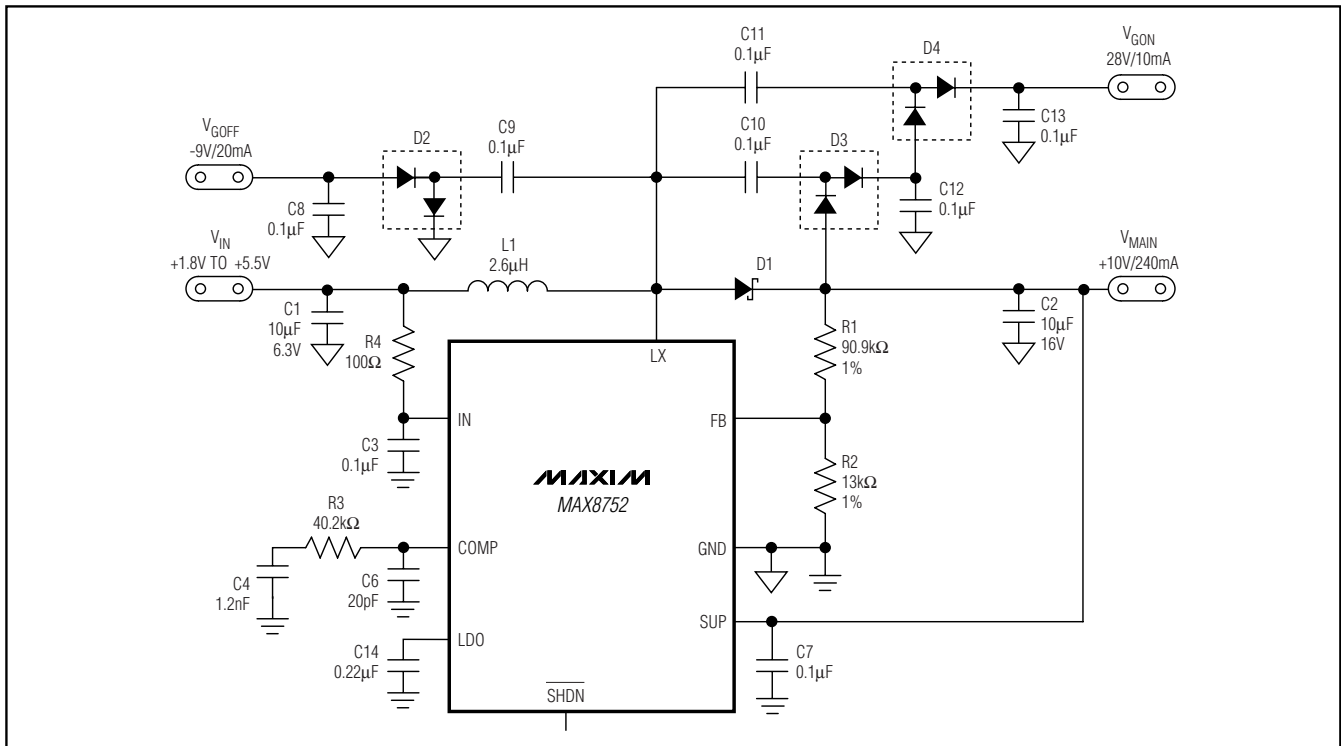 C11
0.1µF
D4
V_GON
28V/10mA
C13
0.1µF
V_GOFF
-9V/20mA
D2
C9
0.1µF
C10
0.1µF
D3
C12
0.1µF
C8
0.1µF
V_IN
+1.8V TO +5.5V
L1
2.6µH
D1
V_MAIN
+10V/240mA
C1
10µF
6.3V
R4
100Ω
LX
R1
90.9kΩ
1%
C2
10µF
16V
IN
FB
C3
0.1µF
MAXIM
MAX8752
R2
13kΩ
1%
R3
40.2kΩ
COMP
GND
C4
1.2nF
C6
20pF
SUP
LDO
C14
0.22µF
C7
0.1µF
SHDN